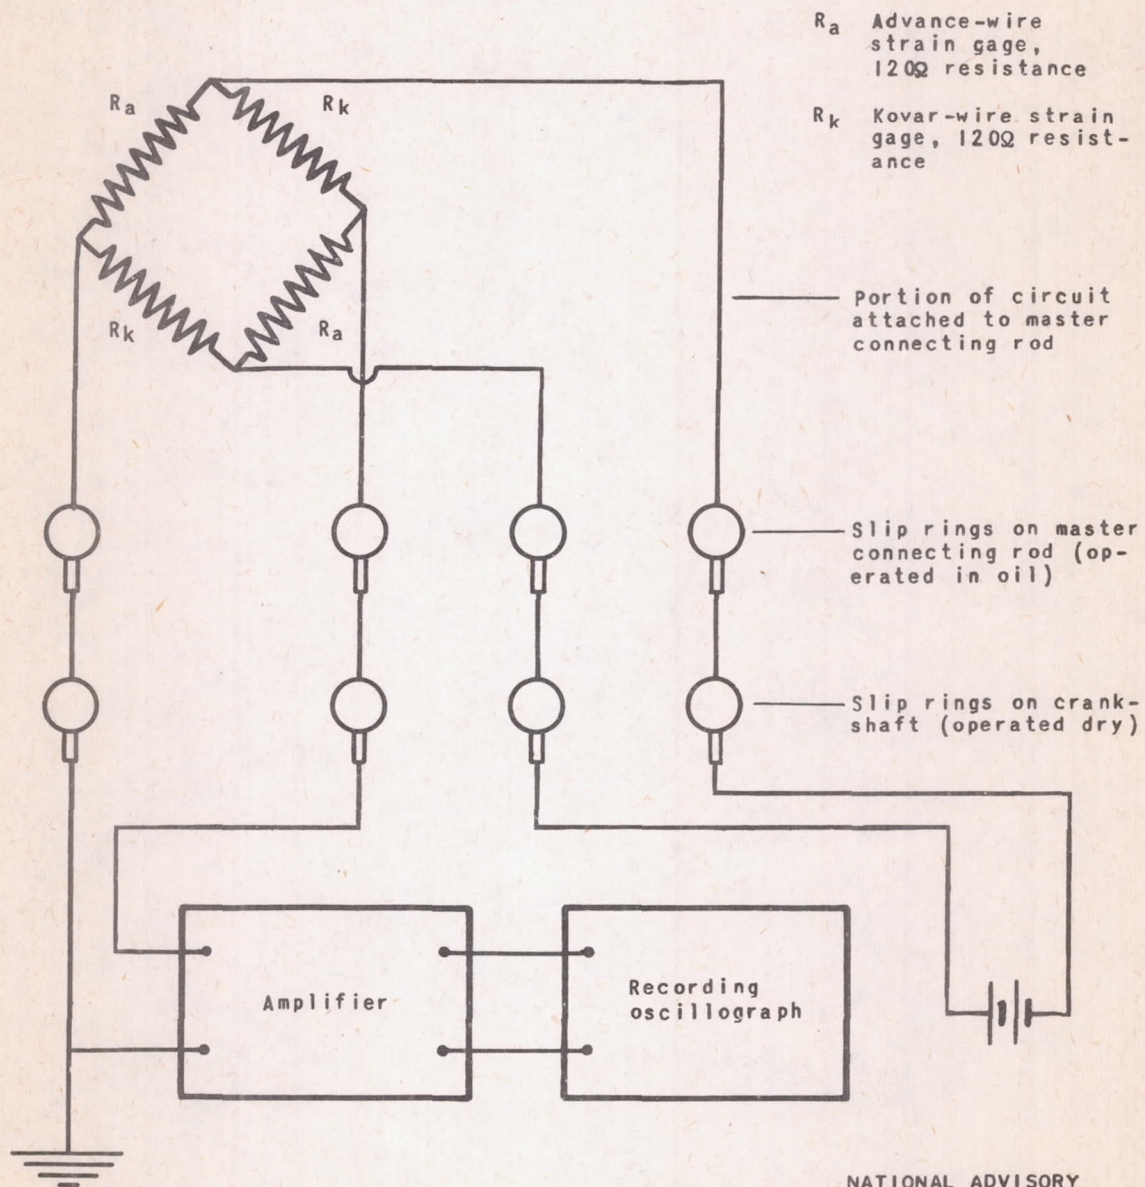 Ra Advance-wire
strain gage,
120Ω resistance
Rk Kovar-wire strain
gage, 120Ω resist-
ance
Ra
Rk
Rk
Ra
Portion of circuit
attached to master
connecting rod
Slip rings on master
connecting rod (op-
erated in oil)
Slip rings on crank-
shaft (operated dry)
Amplifier
Recording
oscillograph
NATIONAL ADVISORY